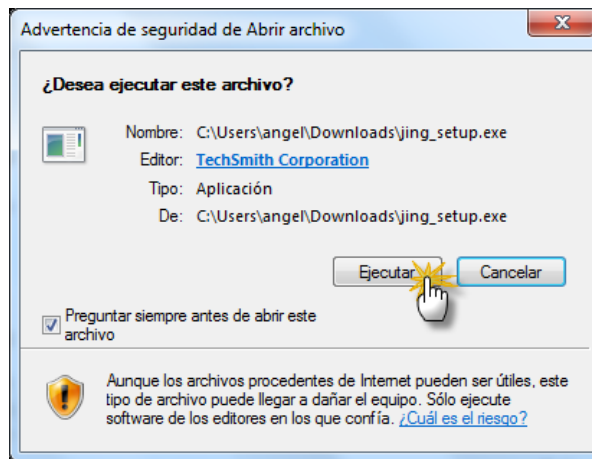 Advertencia de seguridad de Abrir archivo
¿Desea ejecutar este archivo?
Nombre: C:\Users\angel\Downloads\jing_setup.exe
Editor: TechSmith Corporation
Tipo: Aplicación
De: C:\Users\angel\Downloads\jing_setup.exe
Ejecutar Cancelar
Preguntar siempre antes de abrir este
archivo
Aunque los archivos procedentes de Internet pueden ser útiles, este
tipo de archivo puede llegar a dañar el equipo. Sólo ejecute
software de los editores en los que confía. ¿Cuál es el riesgo?